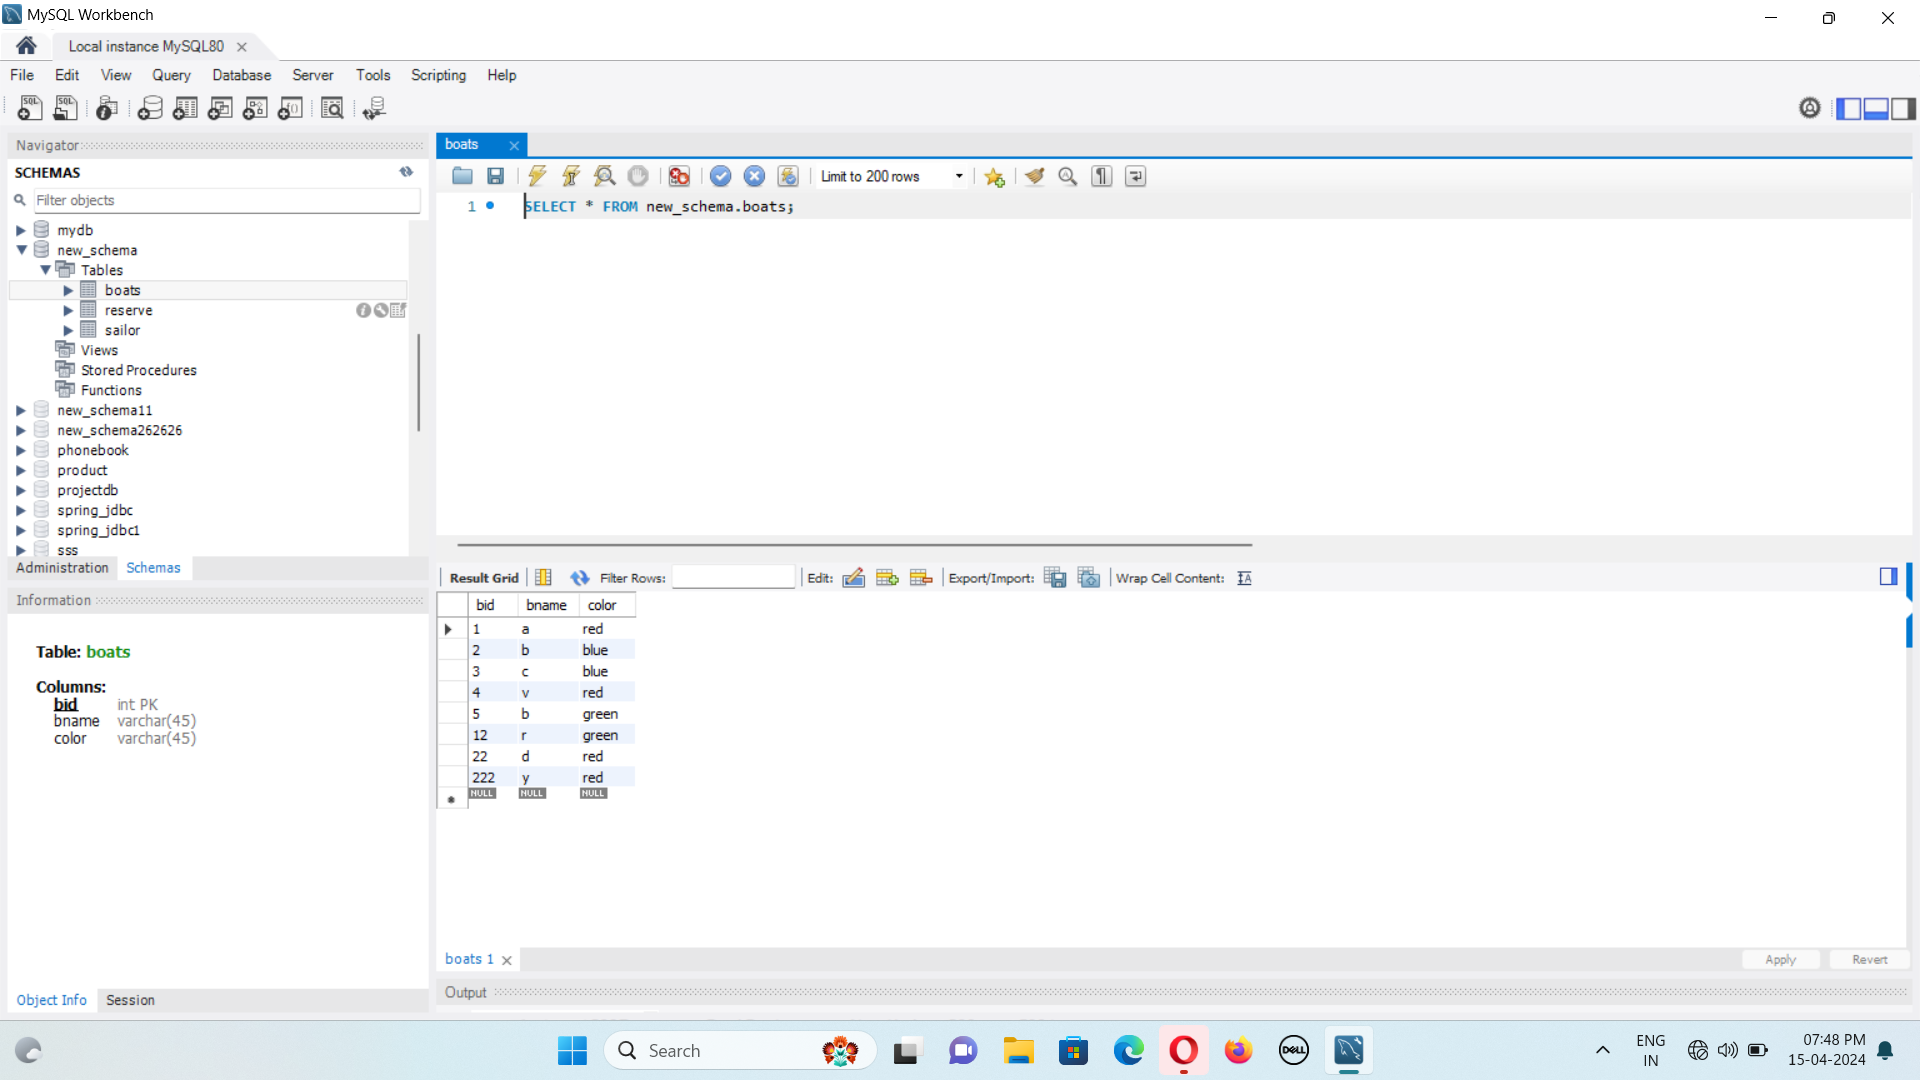 MySQL Workbench
Local instance MySQL80
File Edit View Query Database Server Tools Scripting Help
Navigator
SCHEMAS
Filter objects
mydb
new_schema
Tables
boats
reserve
sailor
Views
Stored Procedures
Functions
new_schema11
new_schema262626
phonebook
product
projectdb
spring_jdbc
spring_jdbc1
sss
Administration Schemas
Information
Table: boats
Columns:
bid int PK
bname varchar(45)
color varchar(45)
Object Info Session
boats
Limit to 200 rows
1 SELECT * FROM new_schema.boats;
Result Grid Filter Rows: Edit: Export/Import: Wrap Cell Content:
bid bname color
1 a red
2 b blue
3 c blue
4 v red
5 b green
12 r green
22 d red
222 y red
NULL NULL NULL
boats 1
Apply Revert
Output
Search
DELL
ENG
IN
07:48 PM
15-04-2024